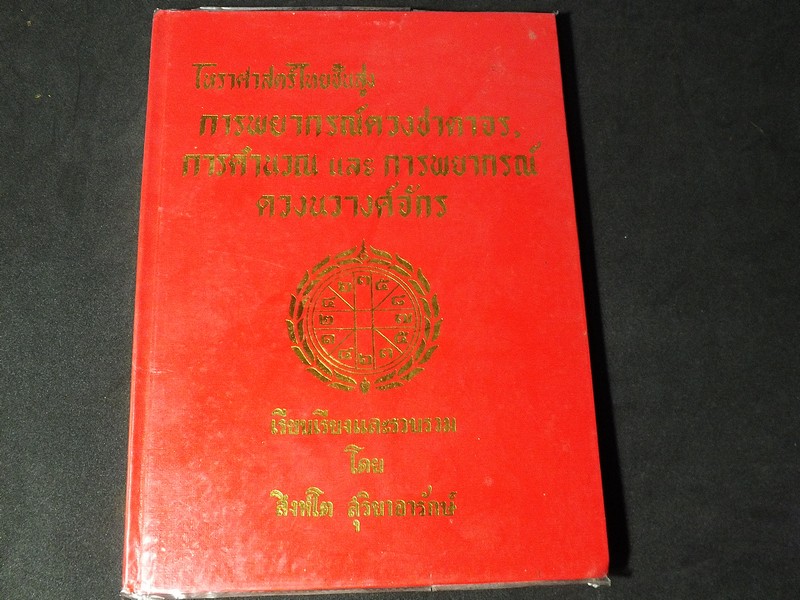 โหราศาสตร์ไทยชั้นสูง
การพยากรณ์ดวงชาตาจร,
การคำนวณ และ การพยากรณ์
ดวงนวางศ์จักร
เรียบเรียงและรวบรวม
โดย
สิงห์โต สุริยาอารักษ์